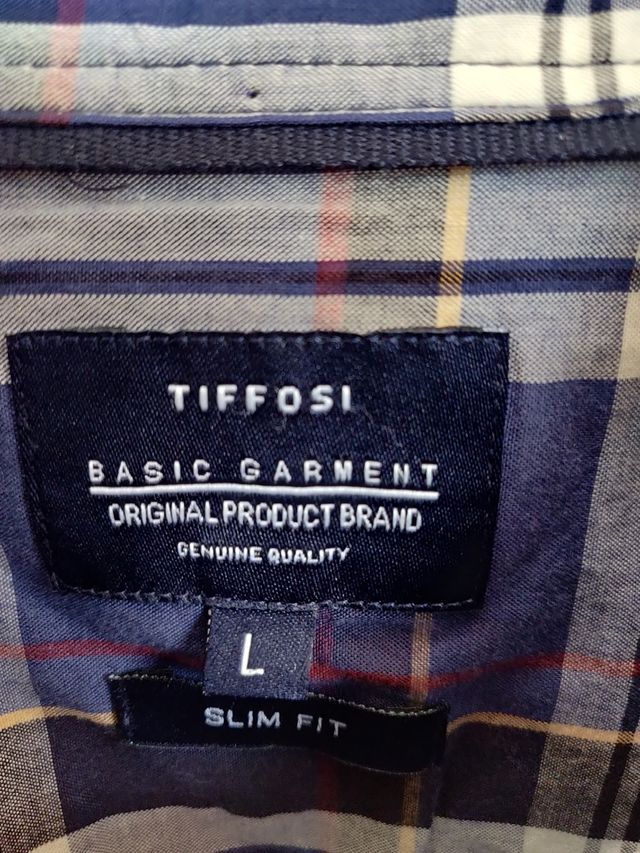 TIFFOSI
BASIC GARMENT
ORIGINAL PRODUCT BRAND
GENUINE QUALITY
L
SLIM FIT